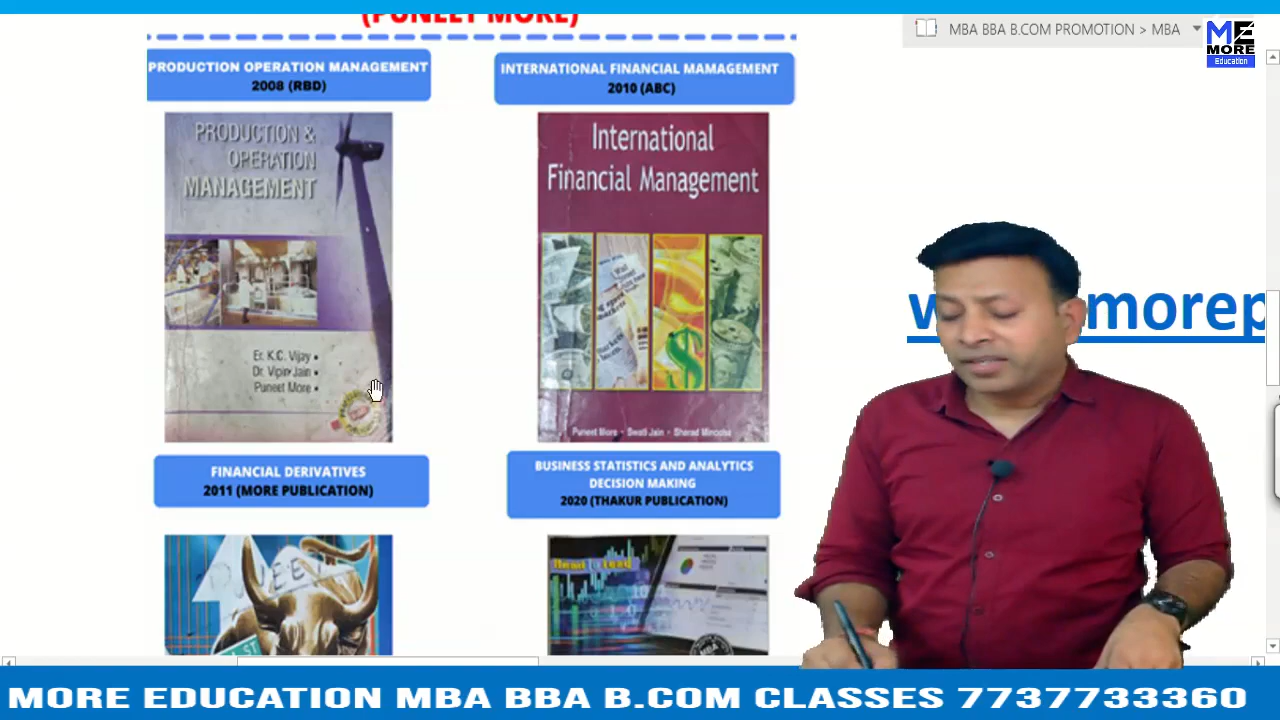 (PUNEET MORE)
MBA BBA B.COM PROMOTION > MBA
ME
MORE
Education
PRODUCTION OPERATION MANAGEMENT
2008 (RBD)
INTERNATIONAL FINANCIAL MAMAGEMENT
2010 (ABC)
PRODUCTION &
OPERATION
MANAGEMENT
Er. K.C. Vijay •
Dr. Vipin Jain •
Puneet More •
International
Financial Management
Puneet More • Swati Jain • Sharad Minocha
w
morep
FINANCIAL DERIVATIVES
2011 (MORE PUBLICATION)
BUSINESS STATISTICS AND ANALYTICS
DECISION MAKING
2020 (THAKUR PUBLICATION)
ST
MORE EDUCATION MBA BBA B.COM CLASSES 7737733360